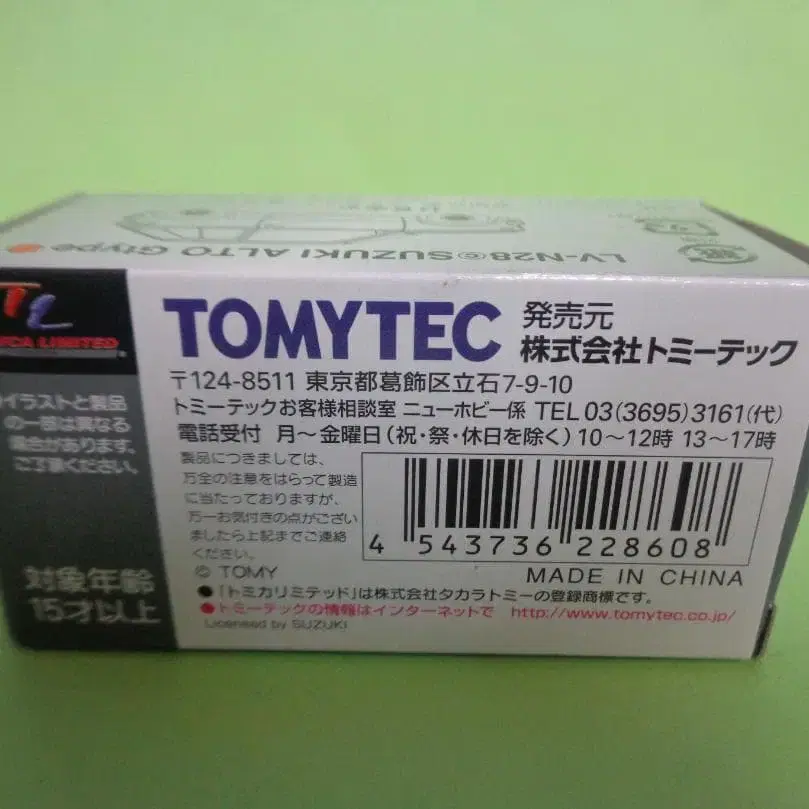 LV-N28ⓒSUZUKI ALTO Gtype
TL
TOMICA LIMITED
イラストと製品
の一部は異なる
場合があります。
ご了承ください。
対象年齢
15才以上
TOMYTEC
発売元
株式会社トミーテック
〒124-8511 東京都葛飾区立石7-9-10
トミーテックお客様相談室 ニューホビー係 TEL 03(3695)3161(代)
電話受付 月〜金曜日(祝・祭・休日を除く)10〜12時 13〜17時
製品につきましては、
万全の注意をはらって製造
に当たっておりますが、
万一お気付きの点がござい
ましたら上記までご連絡
ください。
4 543736 228608
© TOMY
MADE IN CHINA
●「トミカリミテッド」は株式会社タカラトミーの登録商標です。
●トミーテックの情報はインターネットで http://www.tomytec.co.jp/
Licensed by SUZUKI